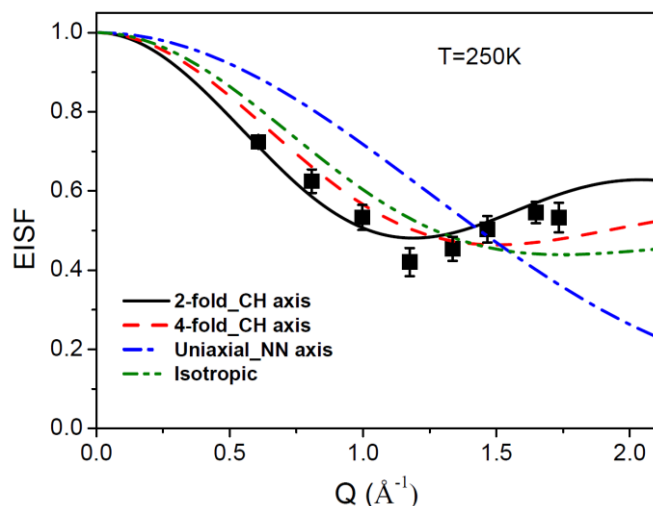 1.0
T=250K
0.8
0.6
EISF
0.4
2-fold_CH axis
4-fold_CH axis
Uniaxial_NN axis
Isotropic
0.2
0.0
0.0 0.5 1.0 1.5 2.0
Q (Å⁻¹)